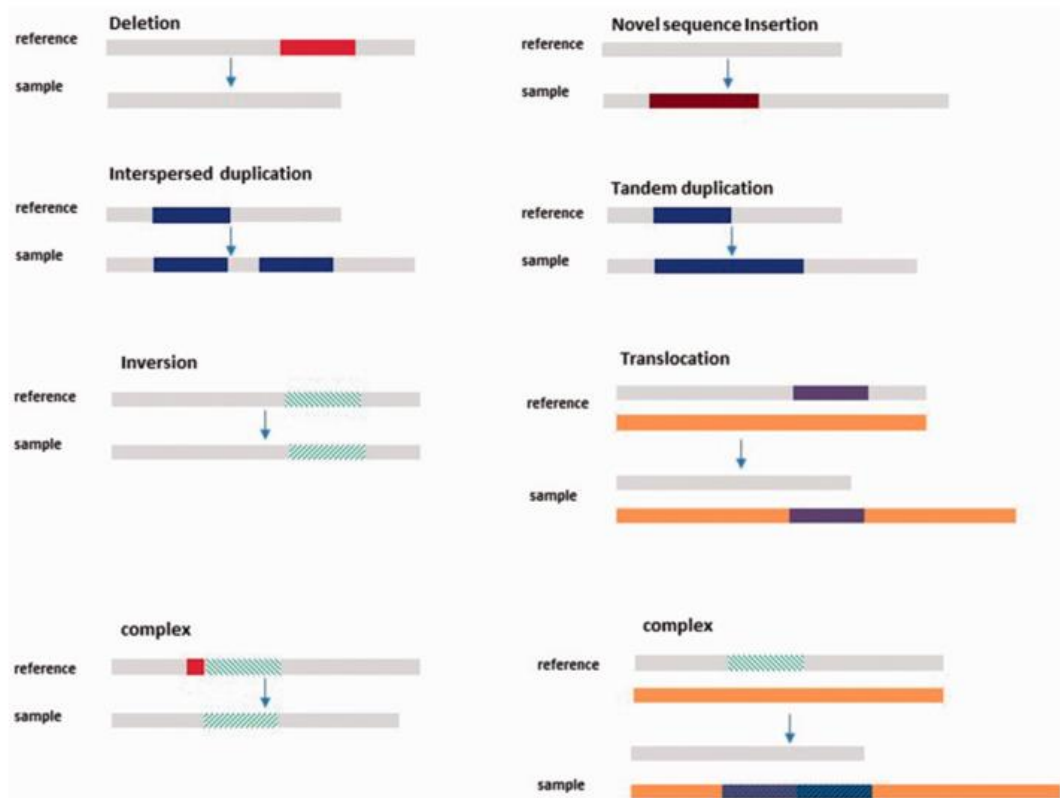 Deletion
reference
sample
Novel sequence Insertion
reference
sample
Interspersed duplication
reference
sample
Tandem duplication
reference
sample
Inversion
reference
sample
Translocation
reference
sample
complex
reference
sample
complex
reference
sample